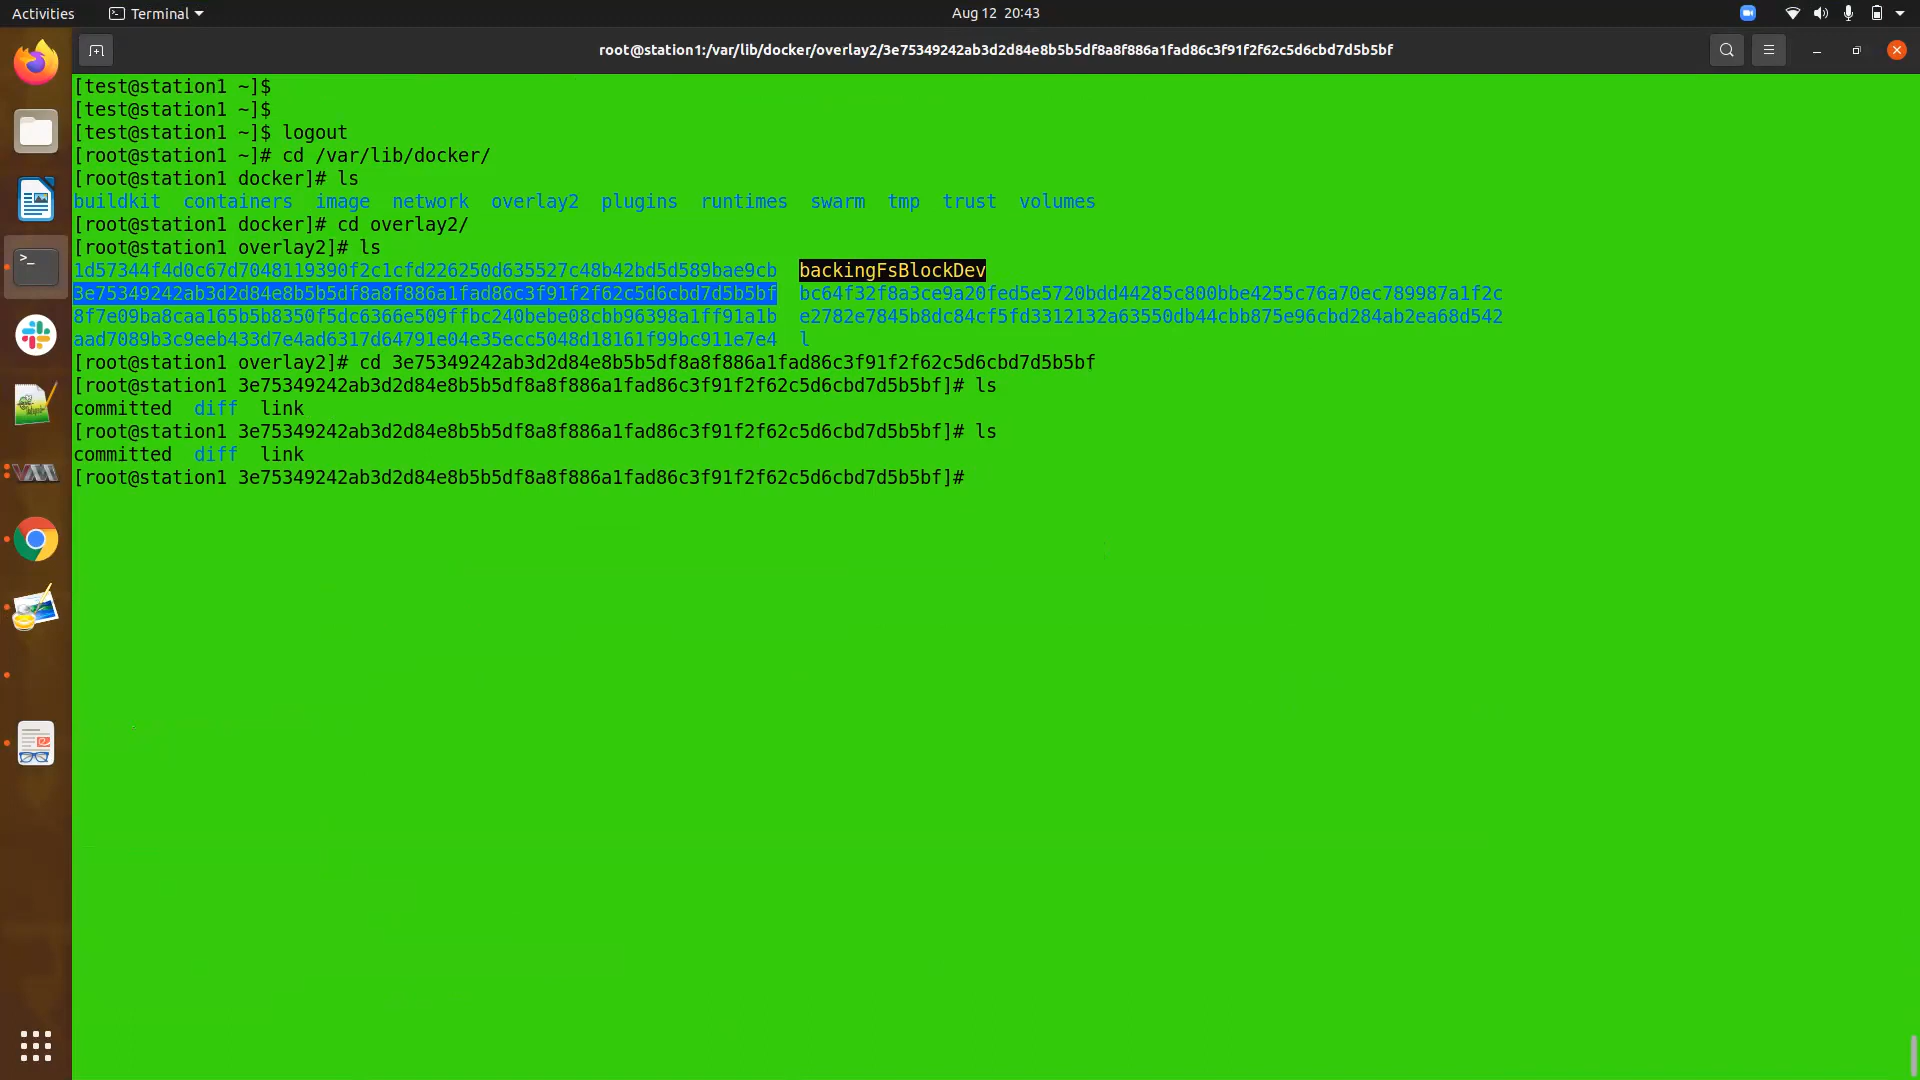 Activities
Terminal
Aug 12 20:43
root@station1:/var/lib/docker/overlay2/3e75349242ab3d2d84e8b5b5df8a8f886a1fad86c3f91f2f62c5d6cbd7d5b5bf
[test@station1 ~]$
[test@station1 ~]$
[test@station1 ~]$ logout
[root@station1 ~]# cd /var/lib/docker/
[root@station1 docker]# ls
buildkit  containers  image  network  overlay2  plugins  runtimes  swarm  tmp  trust  volumes
[root@station1 docker]# cd overlay2/
[root@station1 overlay2]# ls
1d57344f4d0c67d7048119390f2c1cfd226250d635527c48b42bd5d589bae9cb  backingFsBlockDev
3e75349242ab3d2d84e8b5b5df8a8f886a1fad86c3f91f2f62c5d6cbd7d5b5bf  bc64f32f8a3ce9a20fed5e5720bdd44285c800bbe4255c76a70ec789987a1f2c
8f7e09ba8caa165b5b8350f5dc6366e509ffbc240bebe08cbb96398a1ff91a1b  e2782e7845b8dc84cf5fd3312132a63550db44cbb875e96cbd284ab2ea68d542
aad7089b3c9eeb433d7e4ad6317d64791e04e35ecc5048d18161f99bc911e7e4  l
[root@station1 overlay2]# cd 3e75349242ab3d2d84e8b5b5df8a8f886a1fad86c3f91f2f62c5d6cbd7d5b5bf
[root@station1 3e75349242ab3d2d84e8b5b5df8a8f886a1fad86c3f91f2f62c5d6cbd7d5b5bf]# ls
committed  diff  link
[root@station1 3e75349242ab3d2d84e8b5b5df8a8f886a1fad86c3f91f2f62c5d6cbd7d5b5bf]# ls
committed  diff  link
[root@station1 3e75349242ab3d2d84e8b5b5df8a8f886a1fad86c3f91f2f62c5d6cbd7d5b5bf]#